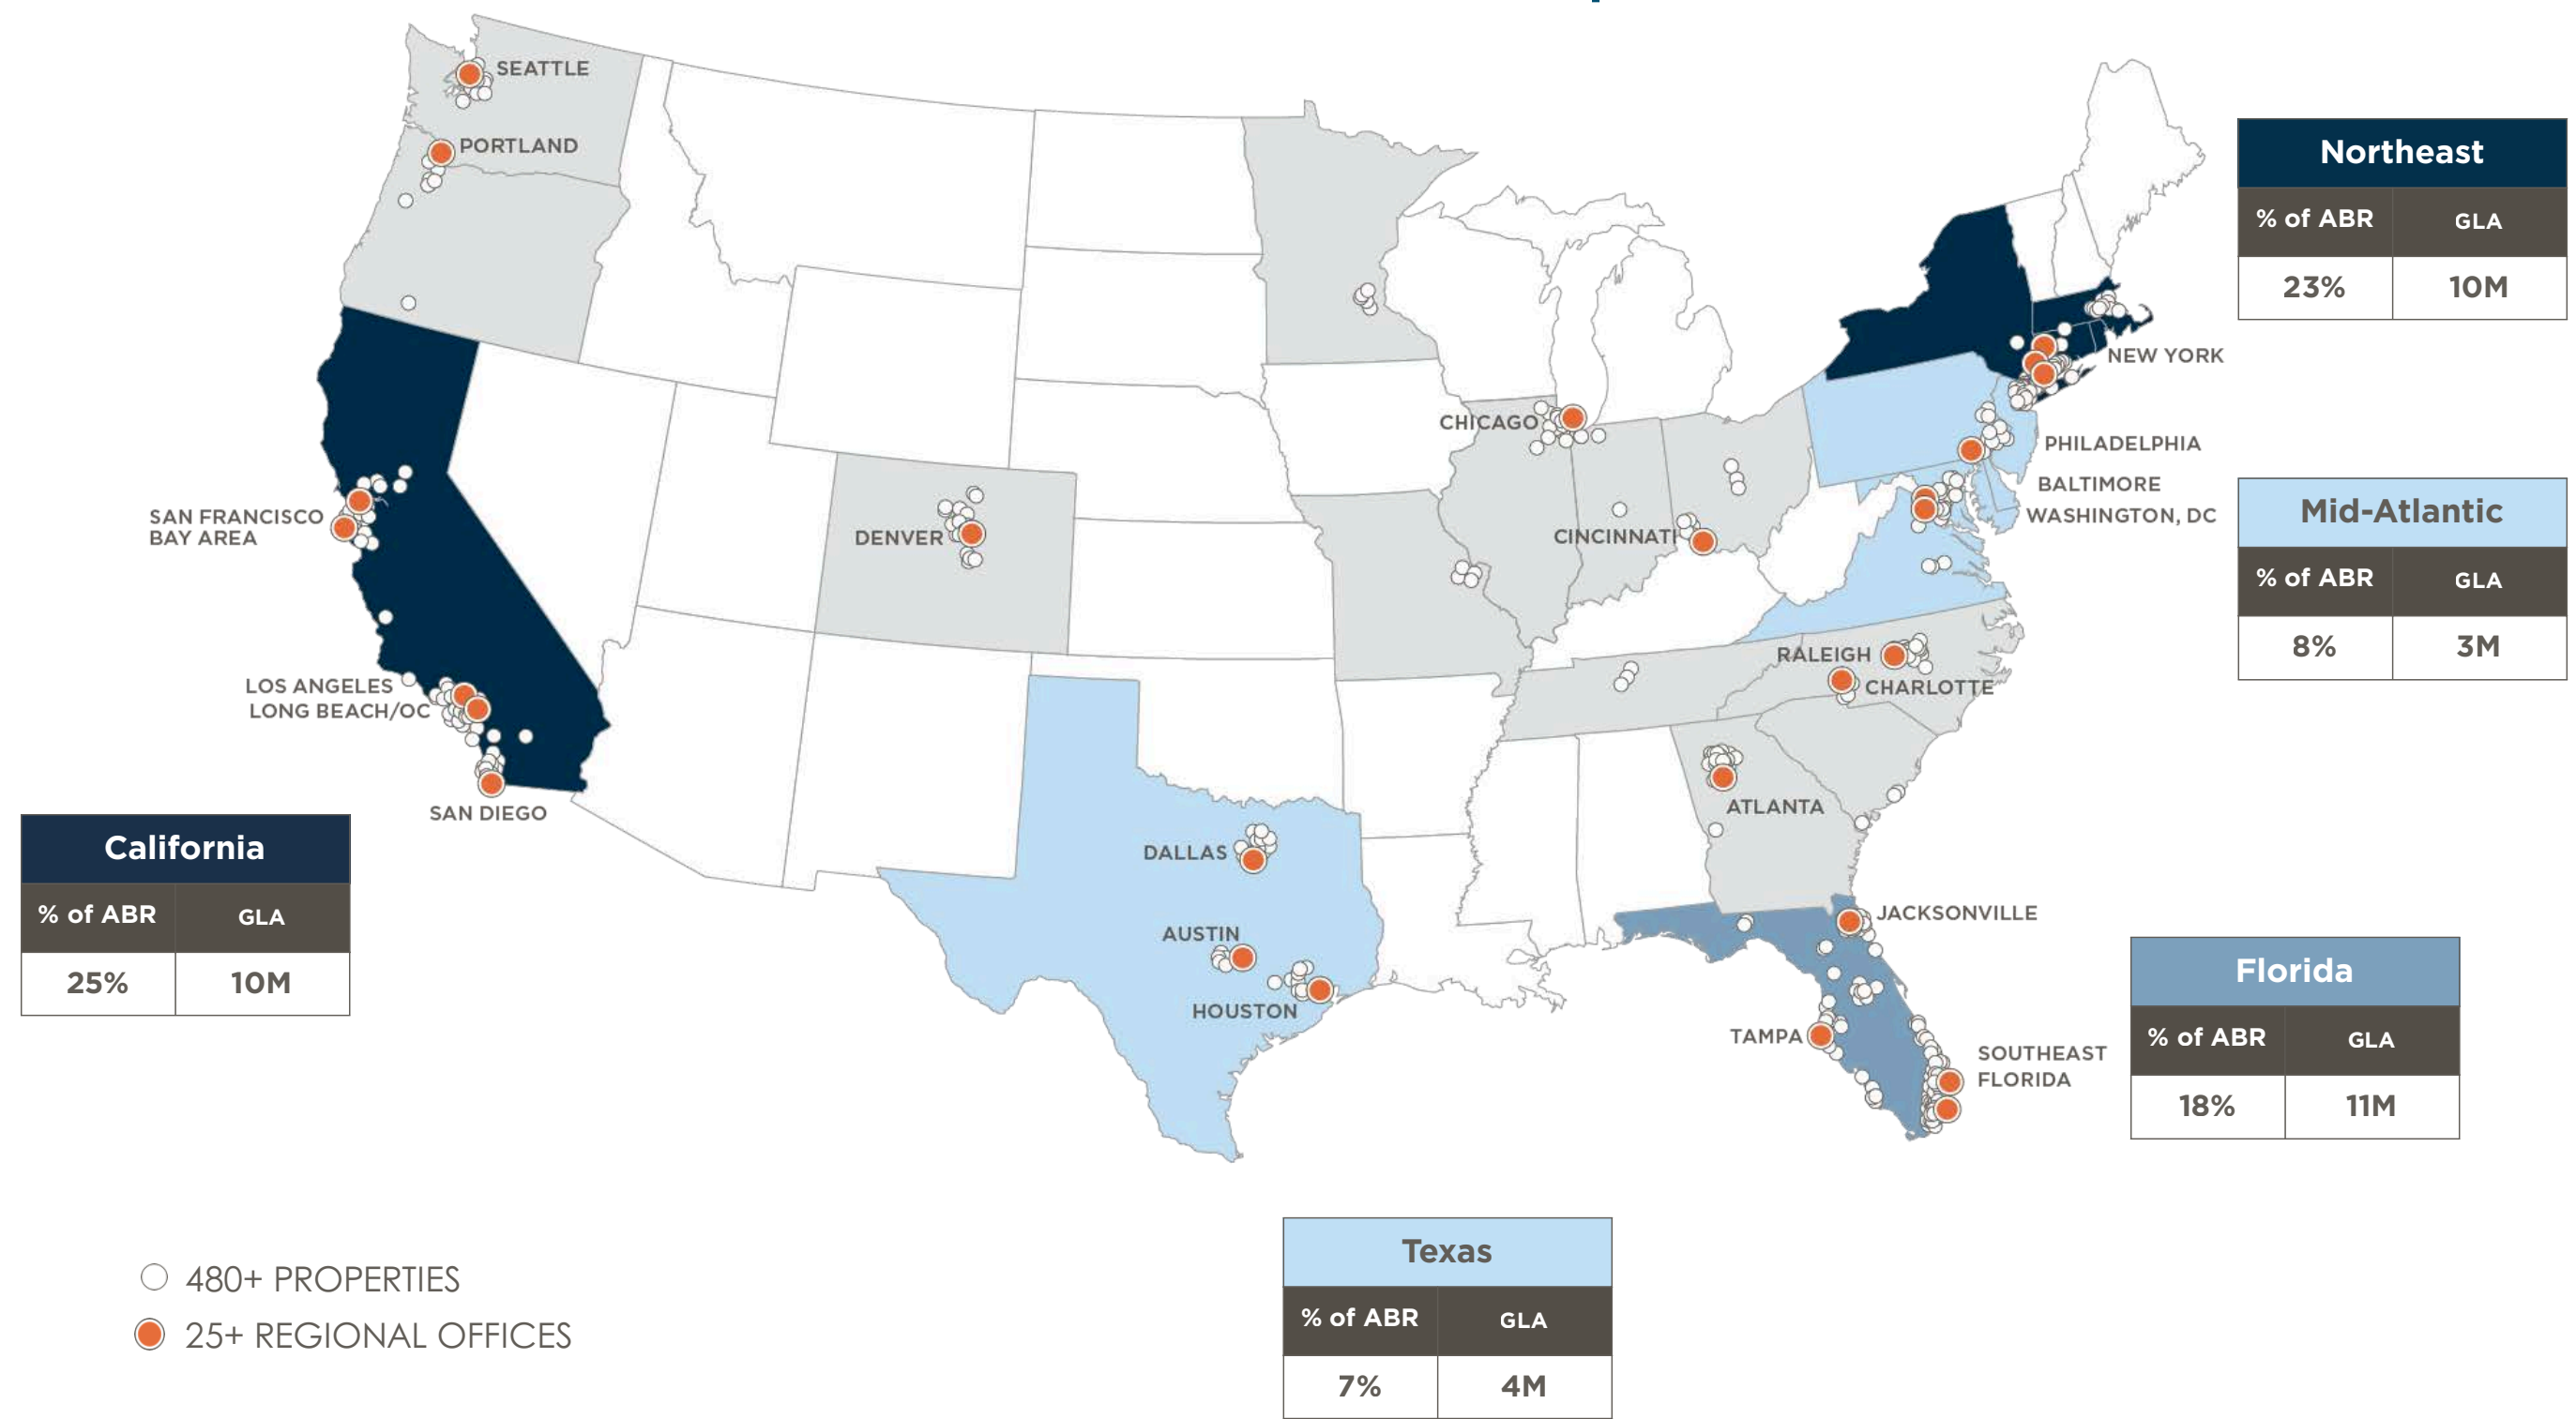 SEATTLE
PORTLAND
Northeast
% of ABR GLA
23% 10M
NEW YORK
CHICAGO
PHILADELPHIA
BALTIMORE
WASHINGTON, DC
Mid-Atlantic
% of ABR GLA
8% 3M
SAN FRANCISCO
BAY AREA
DENVER
CINCINNATI
RALEIGH
CHARLOTTE
LOS ANGELES
LONG BEACH/OC
SAN DIEGO
ATLANTA
California
% of ABR GLA
25% 10M
DALLAS
AUSTIN
HOUSTON
JACKSONVILLE
TAMPA
SOUTHEAST
FLORIDA
Florida
% of ABR GLA
18% 11M
Texas
% of ABR GLA
7% 4M
480+ PROPERTIES
25+ REGIONAL OFFICES